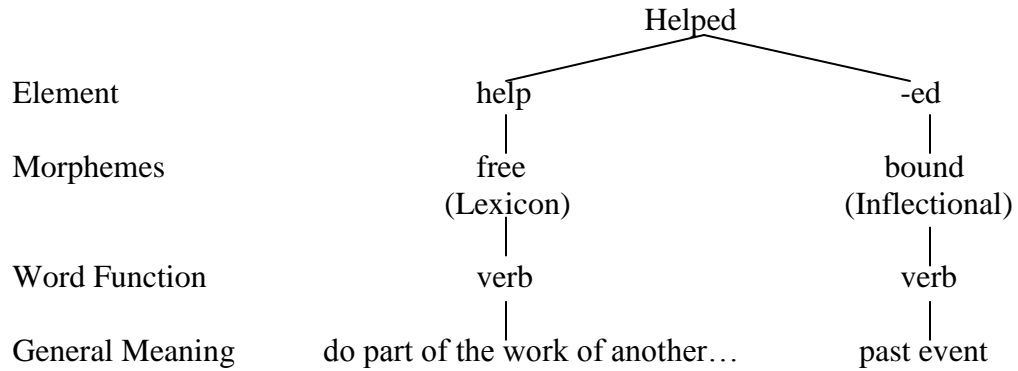 Helped
Element help -ed
Morphemes free bound
(Lexicon) (Inflectional)
Word Function verb verb
General Meaning do part of the work of another… past event